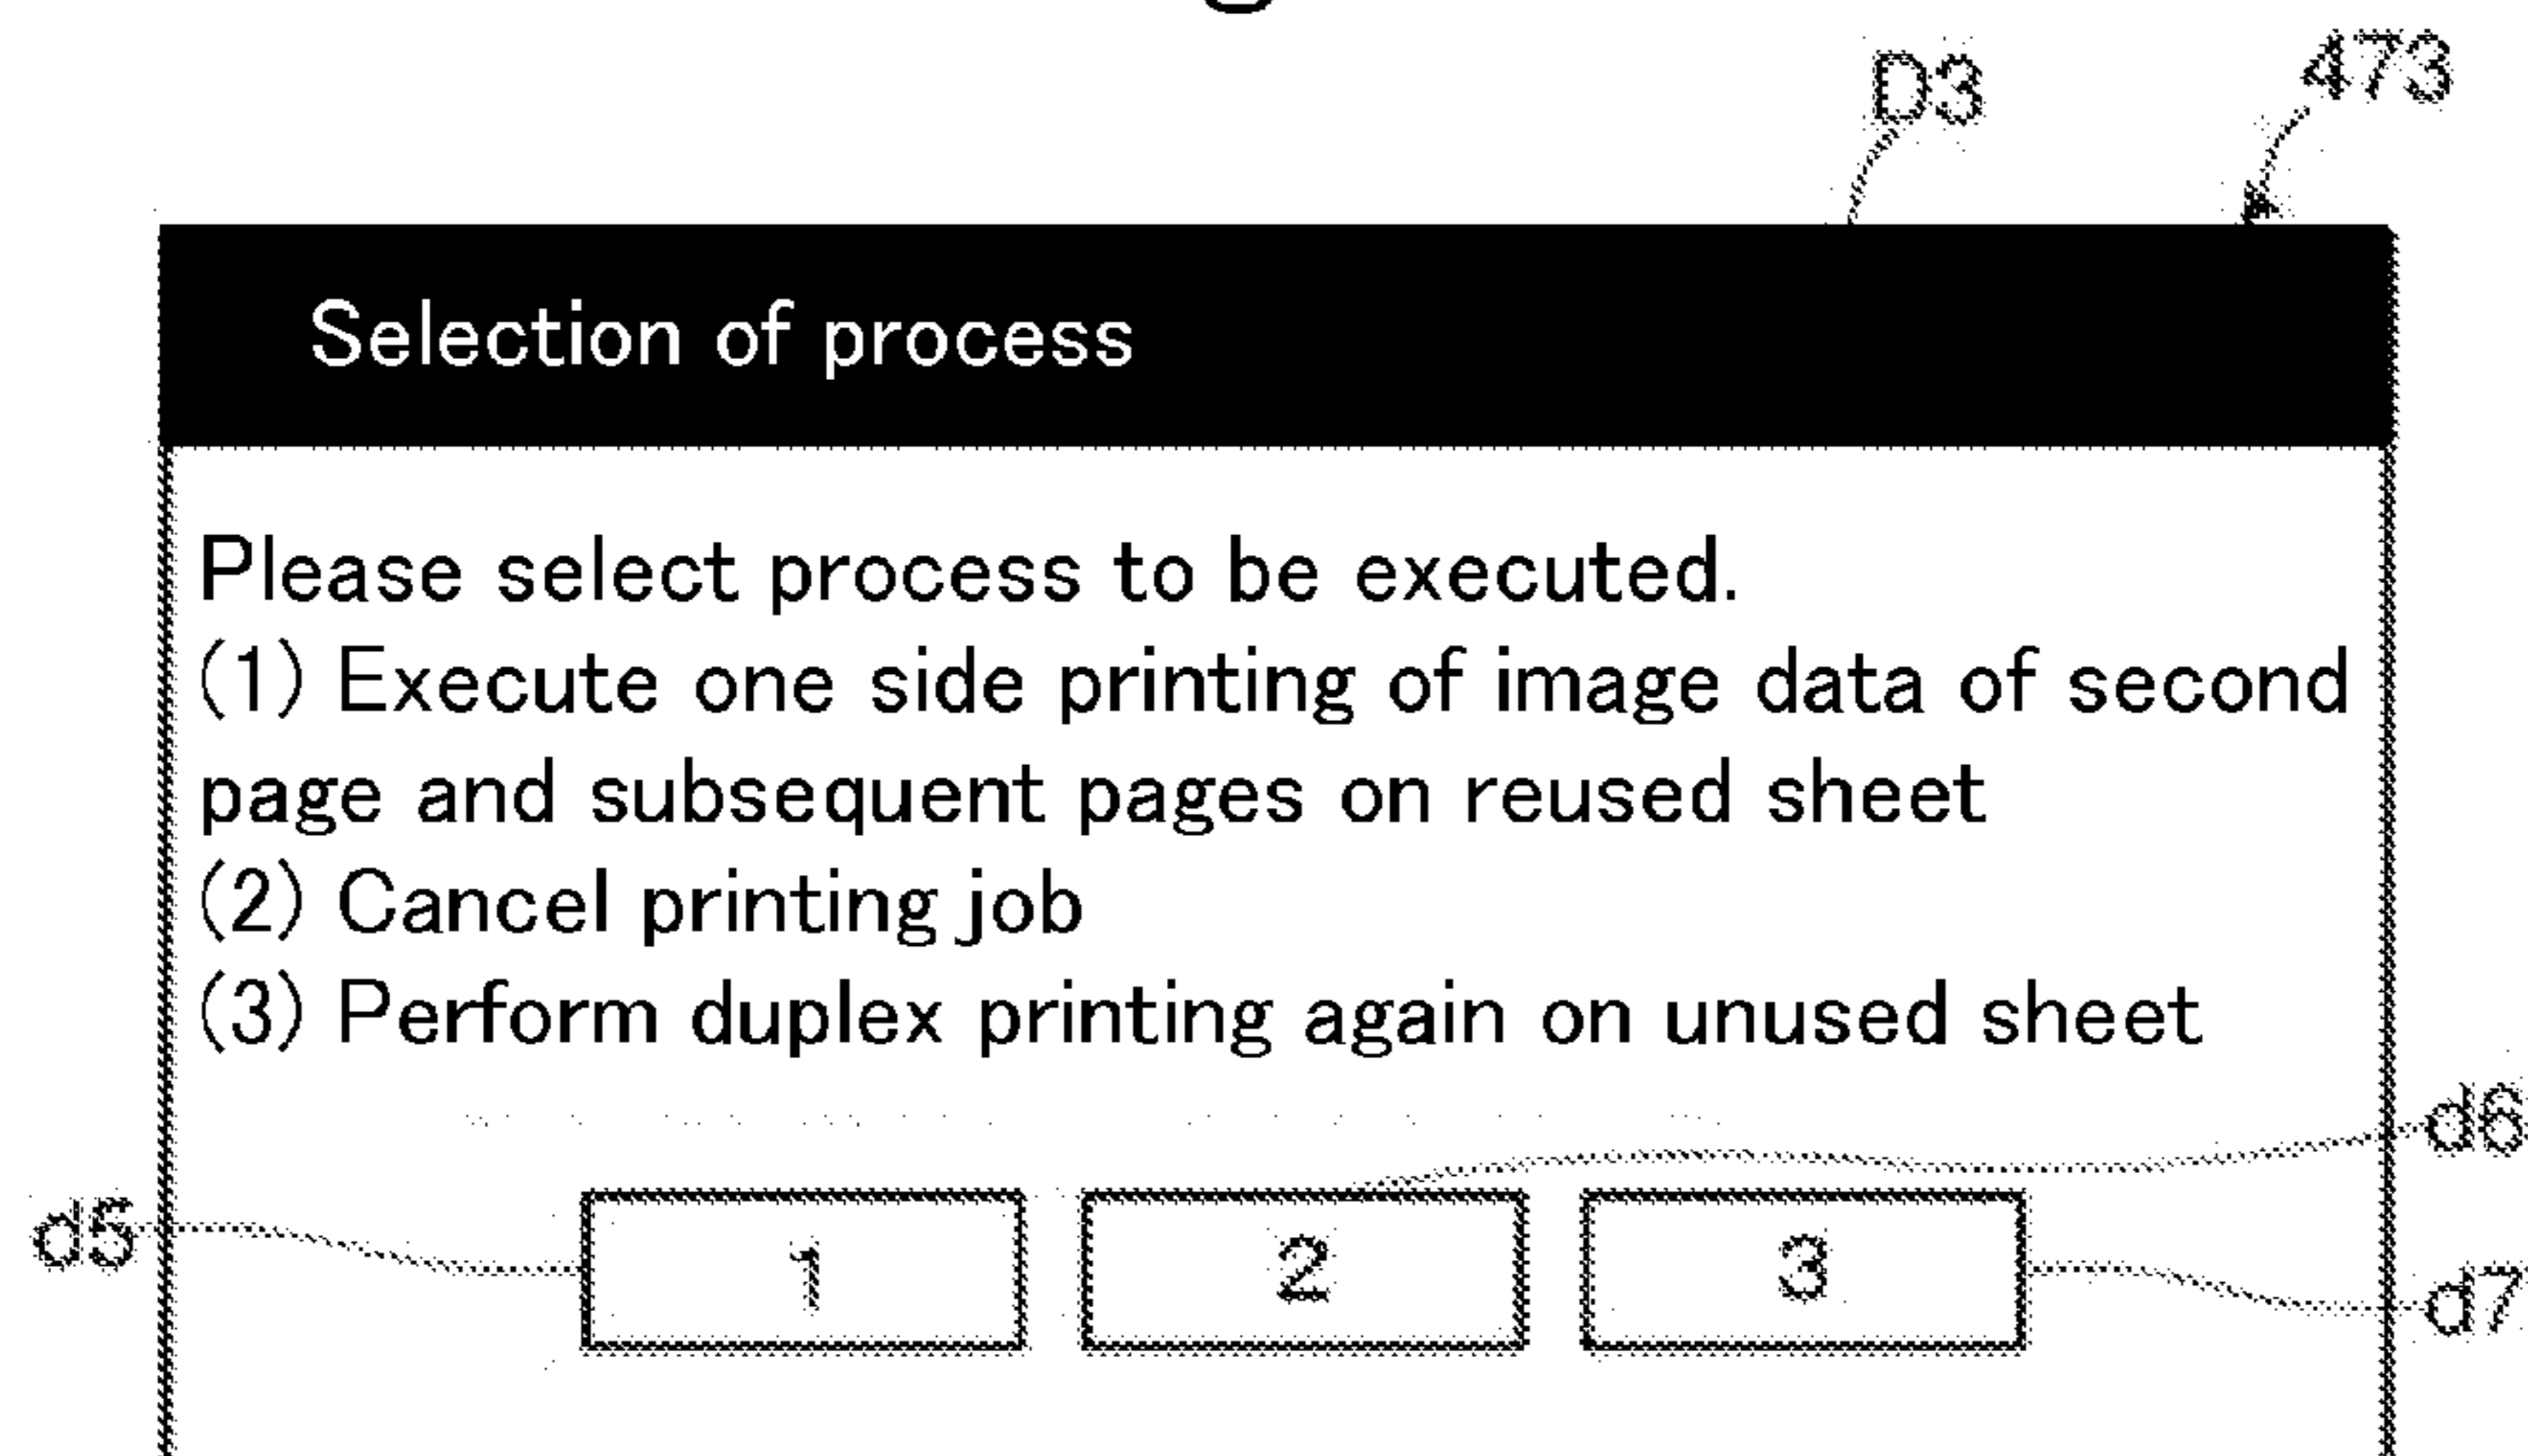 D3
473
Selection of process
Please select process to be executed.
(1) Execute one side printing of image data of second
page and subsequent pages on reused sheet
(2) Cancel printing job
(3) Perform duplex printing again on unused sheet
d6
d5
1 2 3
d7